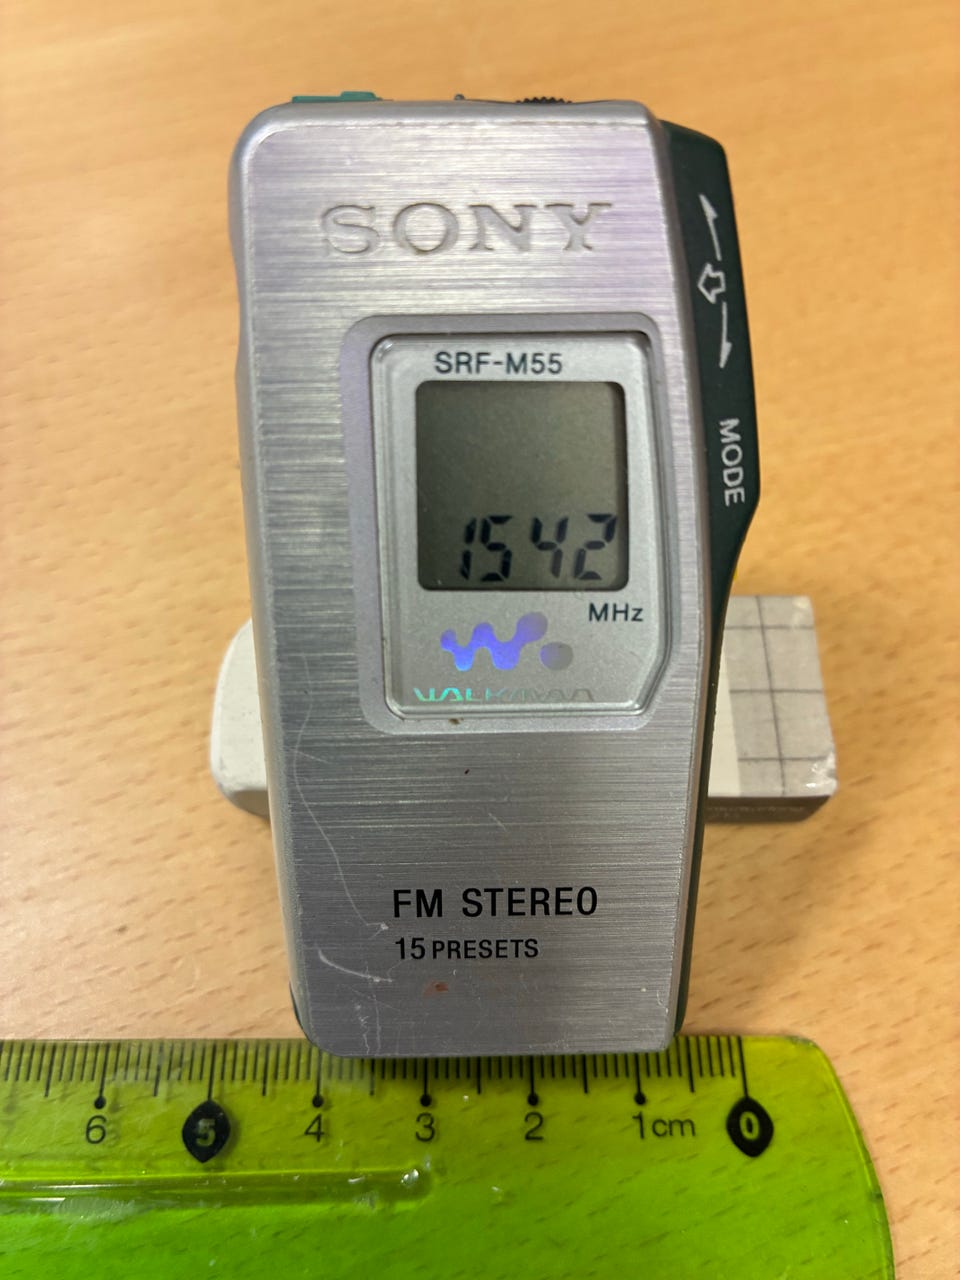 SONY
SRF-M55
15 42
MHz
WALKMAN
MODE
FM STEREO
15 PRESETS
6 5 4 3 2 1cm 0